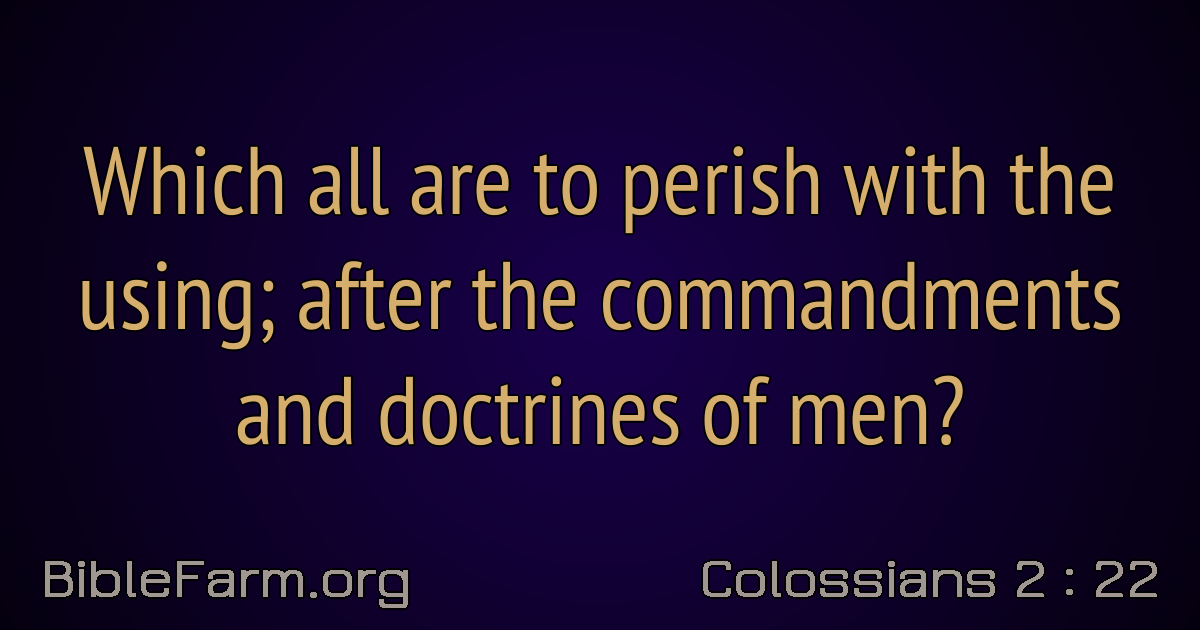 Which all are to perish with the
using; after the commandments
and doctrines of men?
BibleFarm.org
Colossians 2 : 22